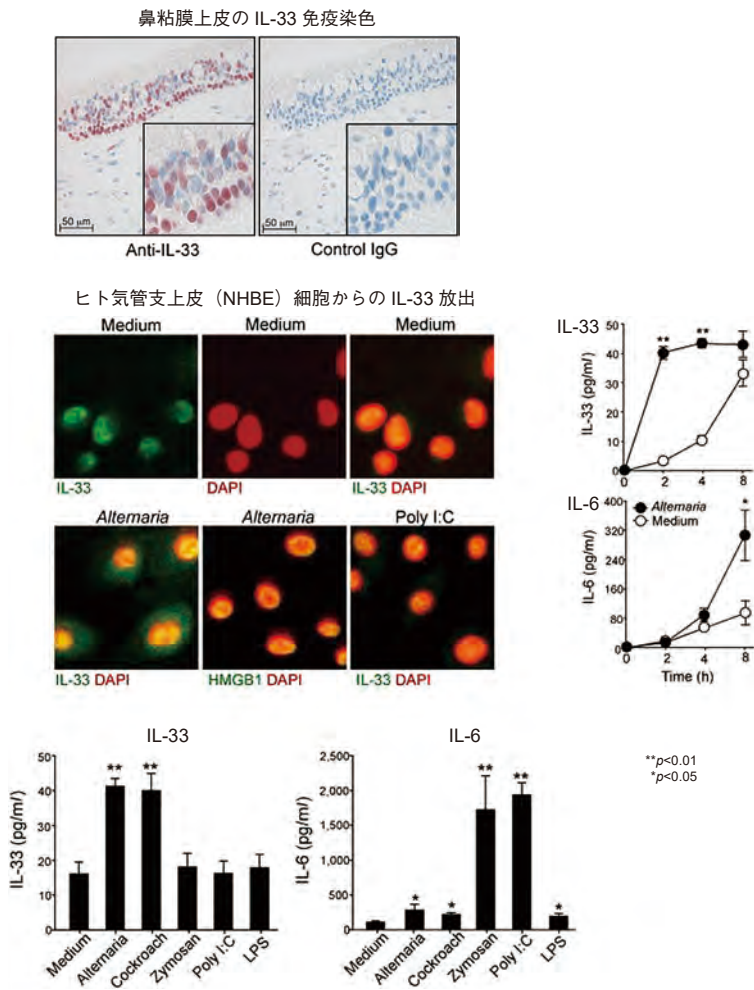 鼻粘膜上皮の IL-33 免疫染色
50 μm
50 μm
Anti-IL-33
Control IgG
ヒト気管支上皮（NHBE）細胞からの IL-33 放出
Medium
Medium
Medium
IL-33
DAPI
IL-33 DAPI
Alternaria
Alternaria
Poly I:C
IL-33 DAPI
HMGB1 DAPI
IL-33 DAPI
IL-33
IL-33 (pg/ml)
50
40
30
20
10
0
**
**
0
2
4
8
IL-6
IL-6 (pg/ml)
400
320
240
160
80
0
Alternaria
Medium
*
0
2
4
8
Time (h)
IL-33
IL-33 (pg/ml)
50
40
30
20
10
0
**
**
Medium
Alternaria
Cockroach
Zymosan
Poly I:C
LPS
IL-6
IL-6 (pg/ml)
2,500
2,000
1,500
1,000
500
0
*
*
**
**
*
Medium
Alternaria
Cockroach
Zymosan
Poly I:C
LPS
**p<0.01
*p<0.05